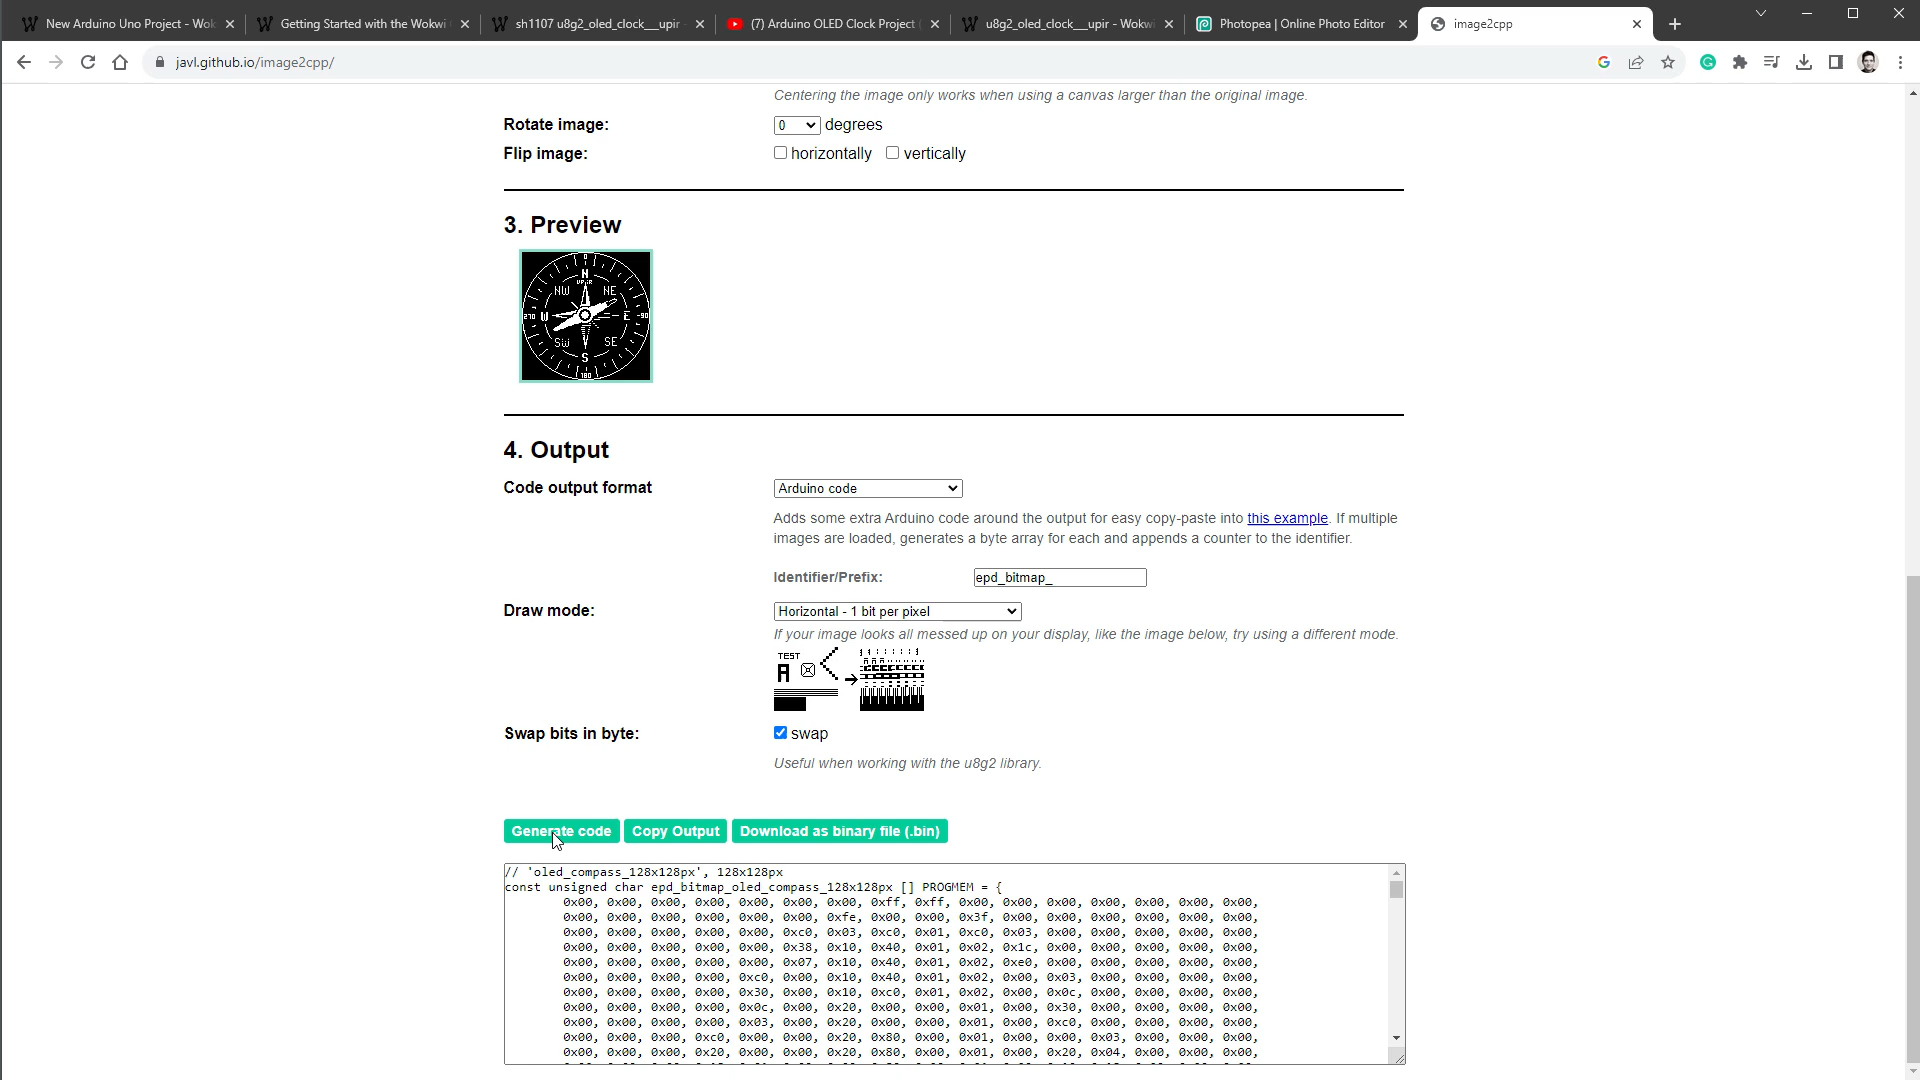 New Arduino Uno Project - Wok
Getting Started with the Wokwi
sh1107 u8g2_oled_clock__upir
(7) Arduino OLED Clock Project
u8g2_oled_clock__upir - Wokwi
Photopea | Online Photo Editor
image2cpp
javl.github.io/image2cpp/
Centering the image only works when using a canvas larger than the original image.
Rotate image:
0 degrees
Flip image:
horizontally vertically
3. Preview
0
N
UPIR
NW NE
270 W E -90
SW SE
S
180
4. Output
Code output format
Arduino code
Adds some extra Arduino code around the output for easy copy-paste into this example. If multiple
images are loaded, generates a byte array for each and appends a counter to the identifier.
Identifier/Prefix: epd_bitmap_
Draw mode:
Horizontal - 1 bit per pixel
If your image looks all messed up on your display, like the image below, try using a different mode.
TEST
A
Swap bits in byte:
swap
Useful when working with the u8g2 library.
Generate code Copy Output Download as binary file (.bin)
// 'oled_compass_128x128px', 128x128px
const unsigned char epd_bitmap_oled_compass_128x128px [] PROGMEM = {
0x00, 0x00, 0x00, 0x00, 0x00, 0x00, 0x00, 0xff, 0xff, 0x00, 0x00, 0x00, 0x00, 0x00, 0x00, 0x00,
0x00, 0x00, 0x00, 0x00, 0x00, 0x00, 0xfe, 0x00, 0x00, 0x3f, 0x00, 0x00, 0x00, 0x00, 0x00, 0x00,
0x00, 0x00, 0x00, 0x00, 0x00, 0xc0, 0x03, 0xc0, 0x01, 0xc0, 0x03, 0x00, 0x00, 0x00, 0x00, 0x00,
0x00, 0x00, 0x00, 0x00, 0x00, 0x38, 0x10, 0x40, 0x01, 0x02, 0x1c, 0x00, 0x00, 0x00, 0x00, 0x00,
0x00, 0x00, 0x00, 0x00, 0x00, 0x07, 0x10, 0x40, 0x01, 0x02, 0xe0, 0x00, 0x00, 0x00, 0x00, 0x00,
0x00, 0x00, 0x00, 0x00, 0xc0, 0x00, 0x10, 0x40, 0x01, 0x02, 0x00, 0x03, 0x00, 0x00, 0x00, 0x00,
0x00, 0x00, 0x00, 0x00, 0x30, 0x00, 0x10, 0xc0, 0x01, 0x02, 0x00, 0x0c, 0x00, 0x00, 0x00, 0x00,
0x00, 0x00, 0x00, 0x00, 0x0c, 0x00, 0x20, 0x00, 0x00, 0x01, 0x00, 0x30, 0x00, 0x00, 0x00, 0x00,
0x00, 0x00, 0x00, 0x00, 0x03, 0x00, 0x20, 0x00, 0x00, 0x01, 0x00, 0xc0, 0x00, 0x00, 0x00, 0x00,
0x00, 0x00, 0x00, 0xc0, 0x00, 0x00, 0x20, 0x80, 0x00, 0x01, 0x00, 0x00, 0x03, 0x00, 0x00, 0x00,
0x00, 0x00, 0x00, 0x20, 0x00, 0x00, 0x20, 0x80, 0x00, 0x01, 0x00, 0x20, 0x04, 0x00, 0x00, 0x00,